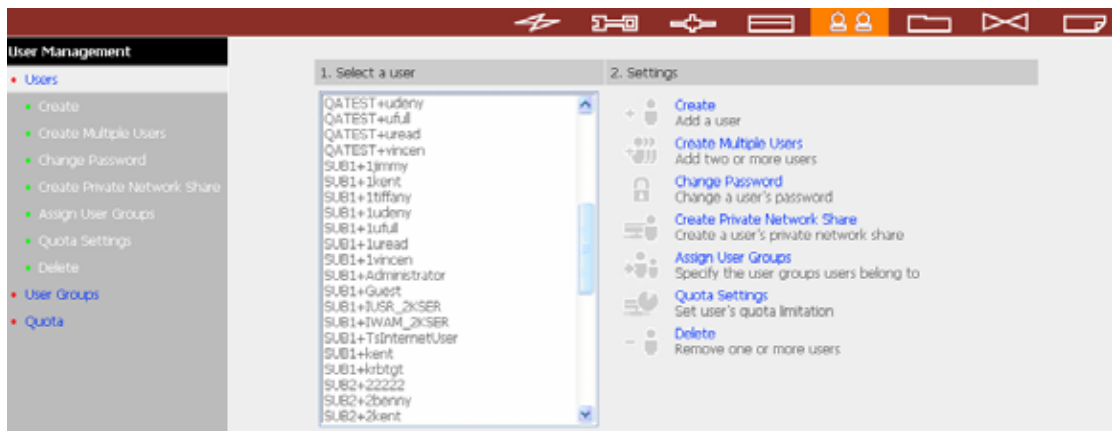 User Management
Users
Create
Create Multiple Users
Change Password
Create Private Network Share
Assign User Groups
Quota Settings
Delete
User Groups
Quota
1. Select a user
QATEST+udeny
QATEST+ufull
QATEST+uread
QATEST+vincen
SUB1+1jimmy
SUB1+1kent
SUB1+1tiffany
SUB1+1udeny
SUB1+1ufull
SUB1+1uread
SUB1+1vincen
SUB1+Administrator
SUB1+Guest
SUB1+IUSR_2KSER
SUB1+IWAM_2KSER
SUB1+TsInternetUser
SUB1+kent
SUB1+krbtgt
SUB2+22222
SUB2+2benny
SUB2+2kent
2. Settings
Create
Add a user
Create Multiple Users
Add two or more users
Change Password
Change a user's password
Create Private Network Share
Create a user's private network share
Assign User Groups
Specify the user groups users belong to
Quota Settings
Set user's quota limitation
Delete
Remove one or more users